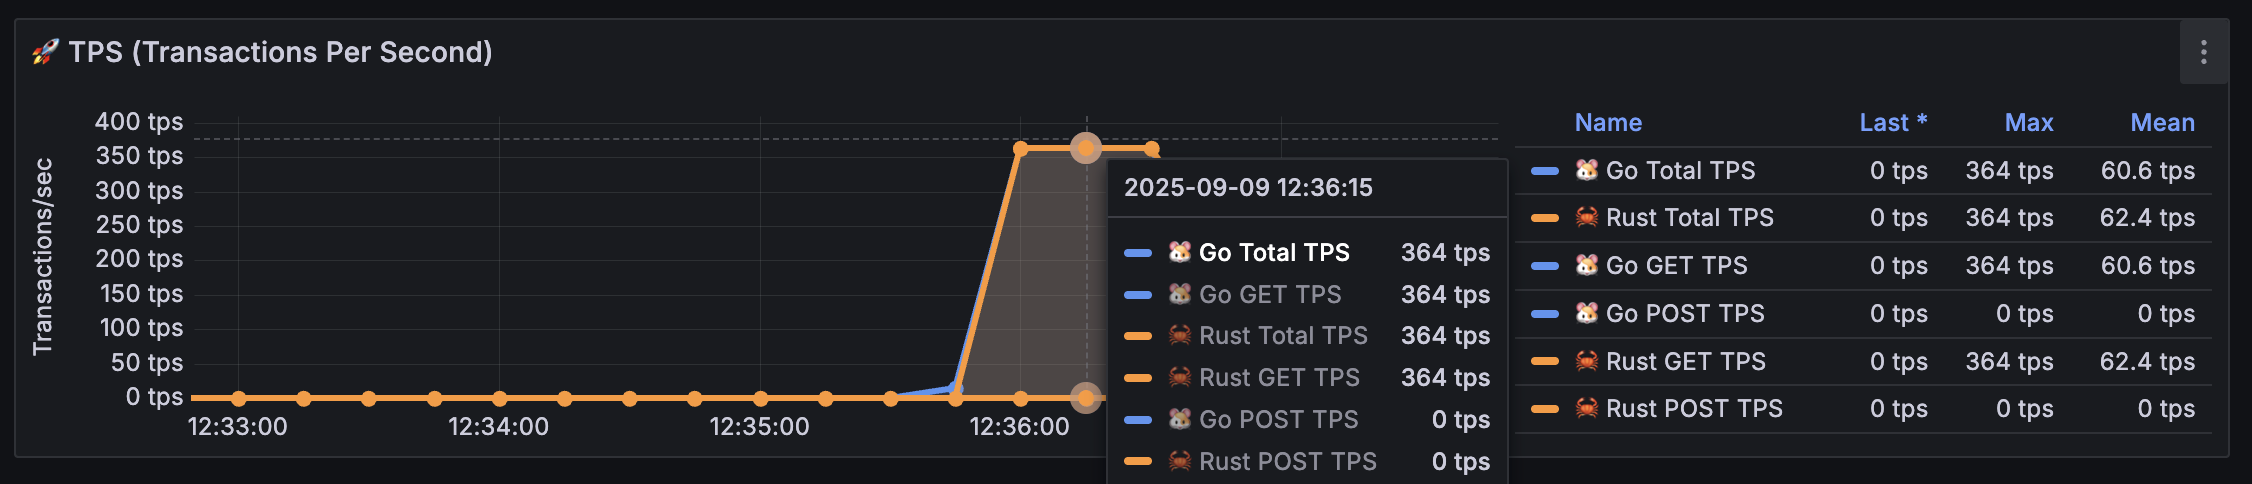 🚀 TPS (Transactions Per Second)
Transactions/sec
400 tps
350 tps
300 tps
250 tps
200 tps
150 tps
100 tps
50 tps
0 tps
12:33:00 12:34:00 12:35:00 12:36:00
2025-09-09 12:36:15
🐹 Go Total TPS 364 tps
🐹 Go GET TPS 364 tps
🦀 Rust Total TPS 364 tps
🦀 Rust GET TPS 364 tps
🐹 Go POST TPS 0 tps
🦀 Rust POST TPS 0 tps
Name Last * Max Mean
🐹 Go Total TPS 0 tps 364 tps 60.6 tps
🦀 Rust Total TPS 0 tps 364 tps 62.4 tps
🐹 Go GET TPS 0 tps 364 tps 60.6 tps
🐹 Go POST TPS 0 tps 0 tps 0 tps
🦀 Rust GET TPS 0 tps 364 tps 62.4 tps
🦀 Rust POST TPS 0 tps 0 tps 0 tps